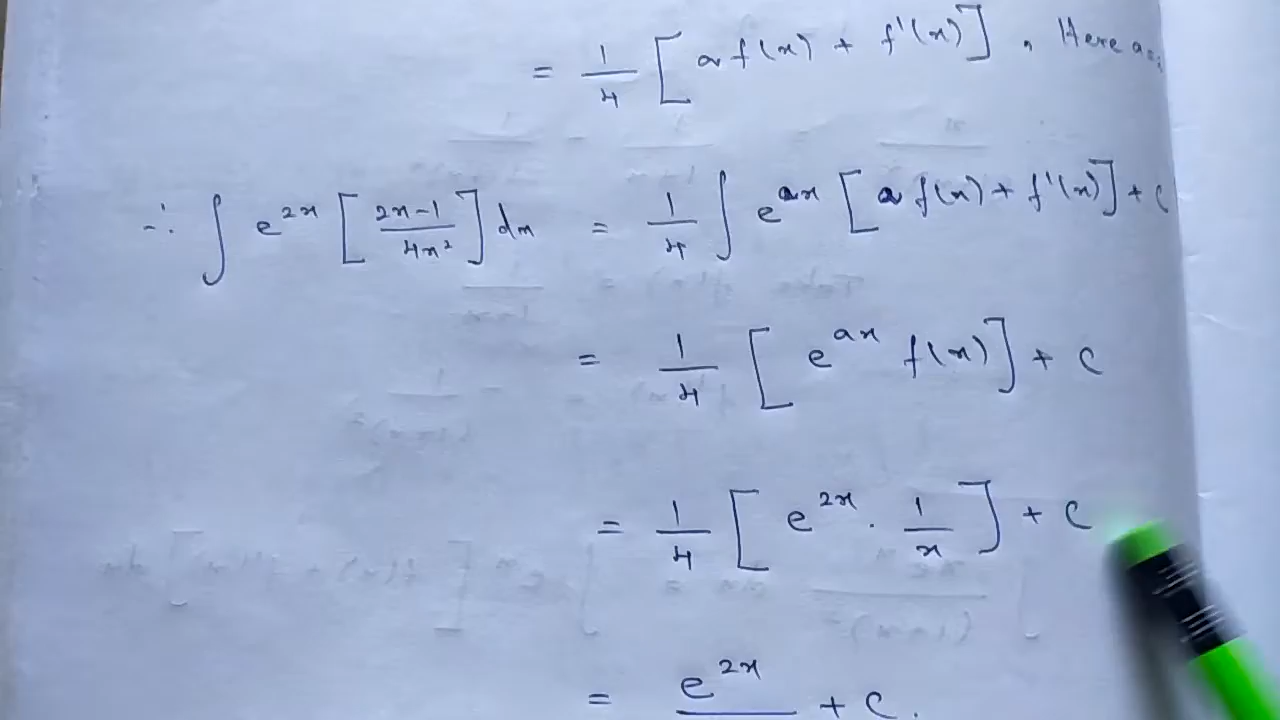 = 1/4 [a f(x) + f'(x)]. Here a
∴ ∫ e^{2x} [(2x-1)/(4x²)] dx = 1/4 ∫ e^{ax} [a f(x) + f'(x)] + c
= 1/4 [e^{ax} f(x)] + c
= 1/4 [e^{2x} · 1/x] + c
= e^{2x} + c.